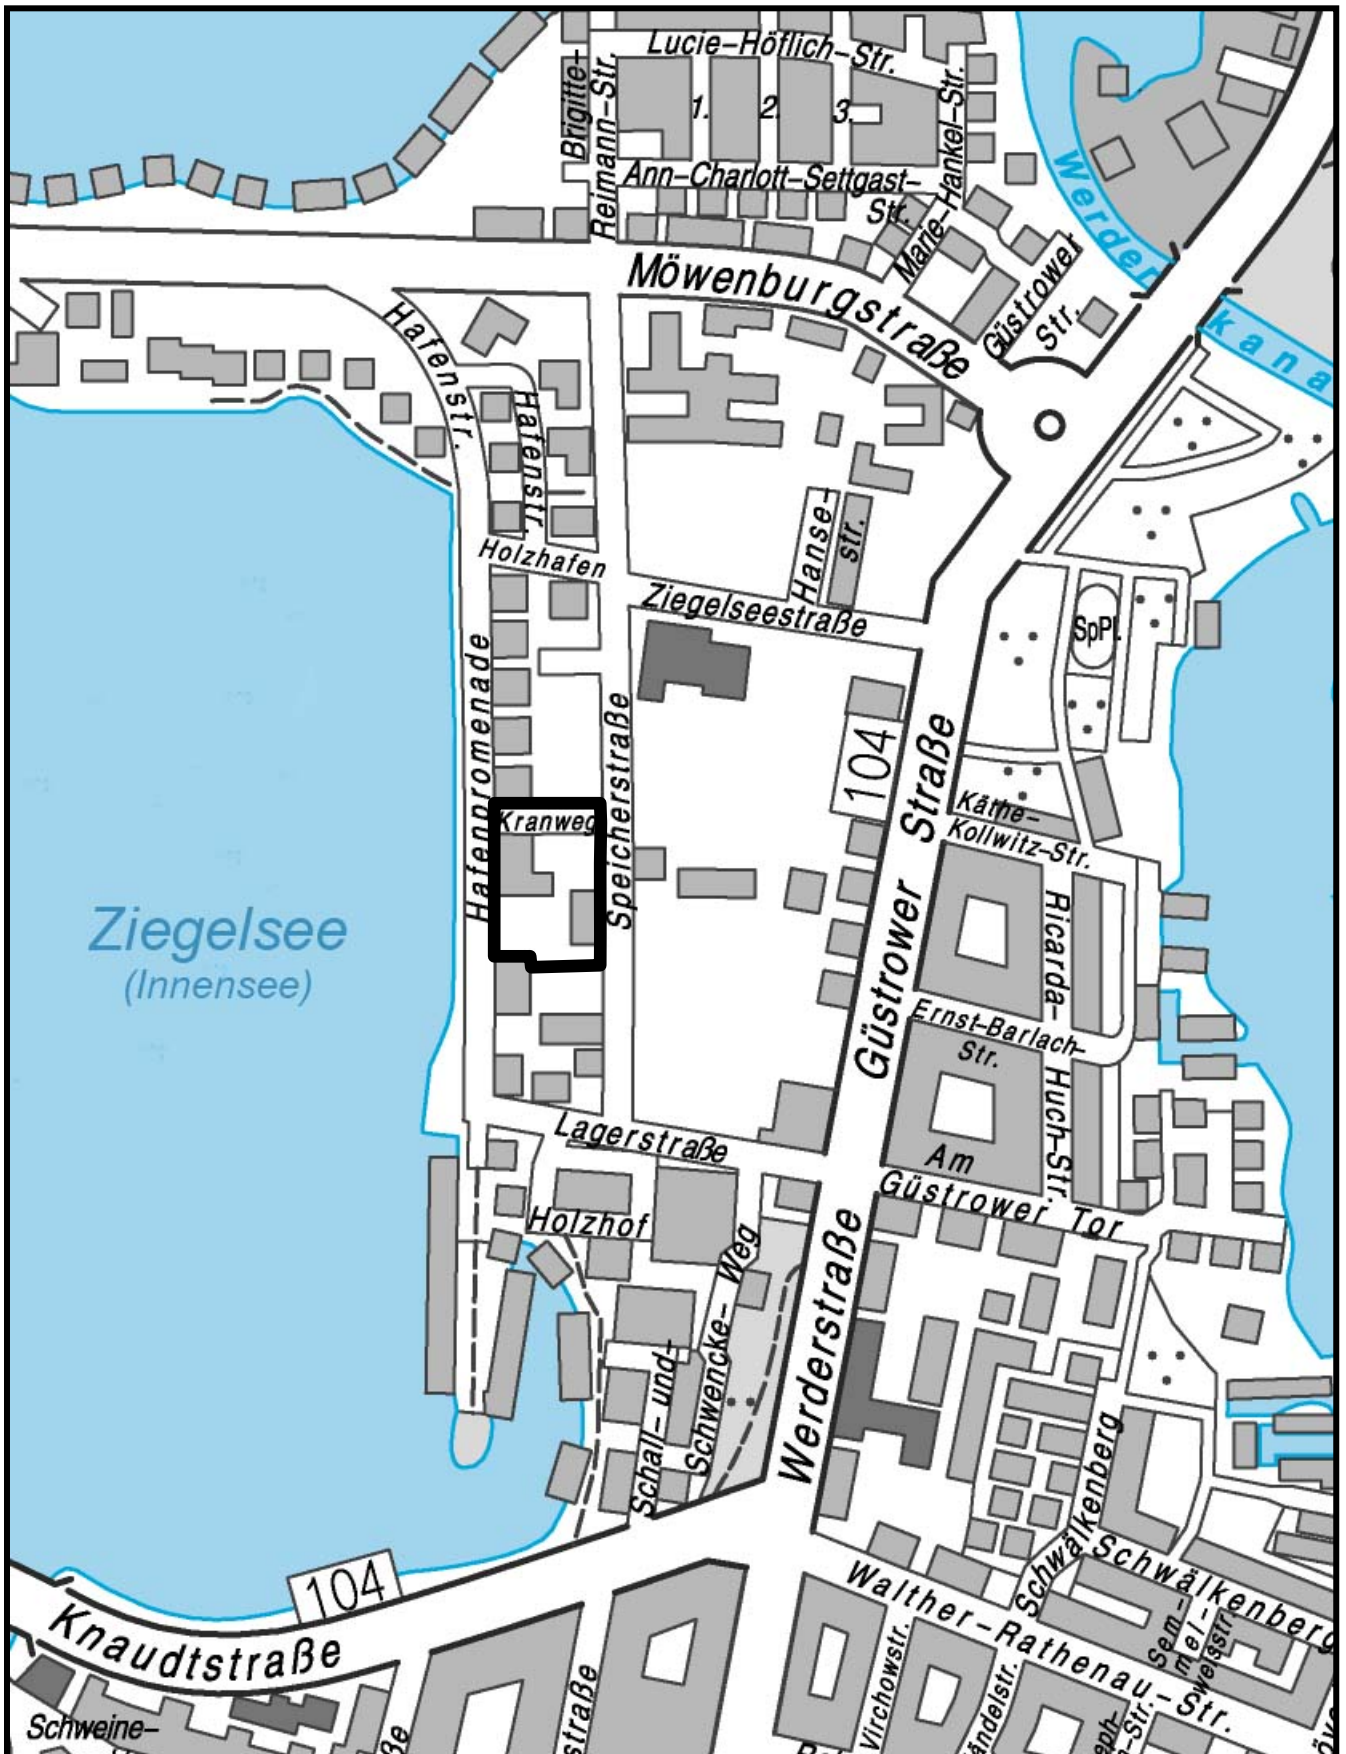 Lucie–Höflich–Str.
Brigitte–
Reimann–Str.
1.
2.
3.
Marie–Hankel–Str.
Ann–Charlott–Settgast–
Str.
Werder
kana
Möwenburgstraße
Güstrower
Str.
Hafenstr.
Hafenstr.
Holzhafen
Hanse–
str.
Ziegelseestraße
SpPl.
Hafenpromenade
Speicherstraße
104
Güstrower Straße
Käthe–
Kollwitz–Str.
Kranweg
Ziegelsee
(Innensee)
Ricarda–
Huch–Str.
Ernst–Barlach–
Str.
Lagerstraße
Am
Güstrower Tor
Holzhof
Schall–und–
Schwencke– Weg
Werderstraße
Schwälkenberg
Schwälkenberg
104
Knaudtstraße
Walther–Rathenau–Str.
Sem–
mel–
weisstr.
Virchowstr.
Händelstr.
straße
Schweine–